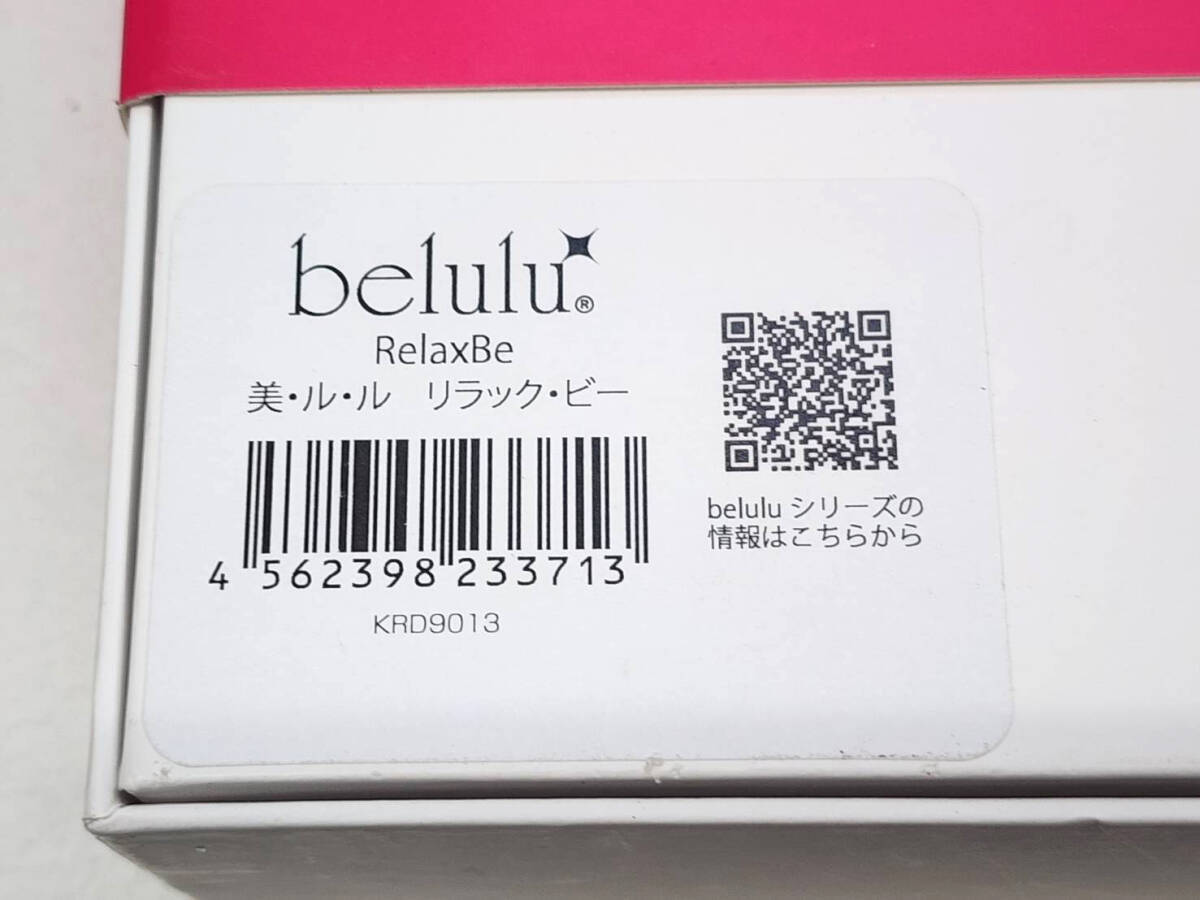 belulu®
RelaxBe
美・ル・ル　リラック・ビー
4 562398 233713
KRD9013
belulu シリーズの
情報はこちらから